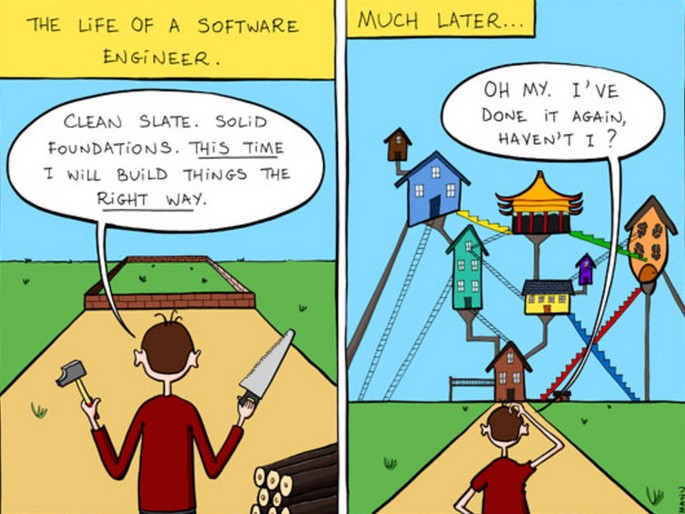 THE LIFE OF A SOFTWARE
ENGINEER.
CLEAN SLATE. SOLID
FOUNDATIONS. THIS TIME
I WILL BUILD THINGS THE
RIGHT WAY.
MUCH LATER...
OH MY. I'VE
DONE IT AGAIN,
HAVEN'T I ?
MANU